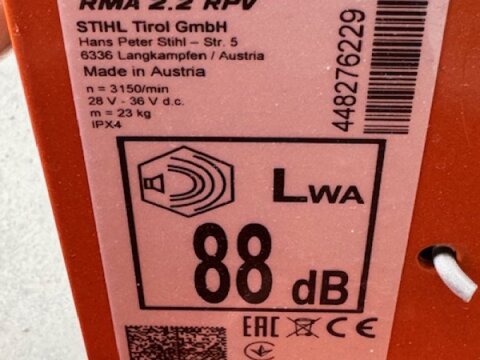 RMA 2.2 RPV
STIHL Tirol GmbH
Hans Peter Stihl – Str. 5
6336 Langkampfen / Austria
Made in Austria
n = 3150/min
28 V - 36 V d.c.
m = 23 kg
IPX4
448276229
LWA
88 dB
EAC CE